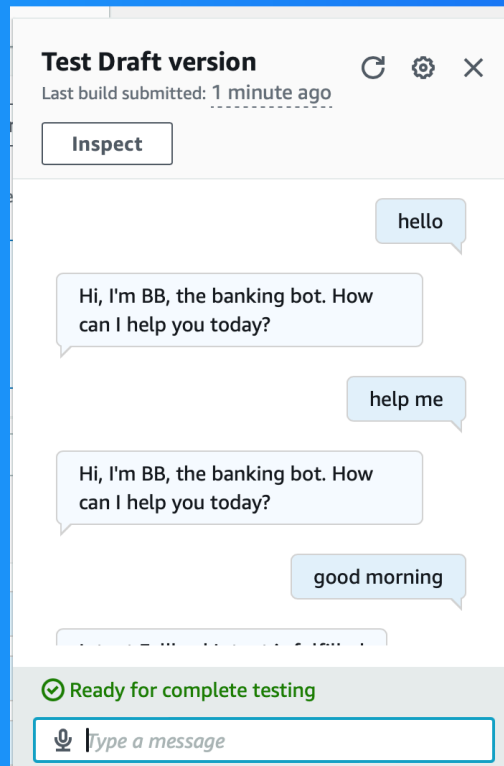 Test Draft version
Last build submitted: 1 minute ago
Inspect
hello
Hi, I'm BB, the banking bot. How
can I help you today?
help me
Hi, I'm BB, the banking bot. How
can I help you today?
good morning
Ready for complete testing
Type a message